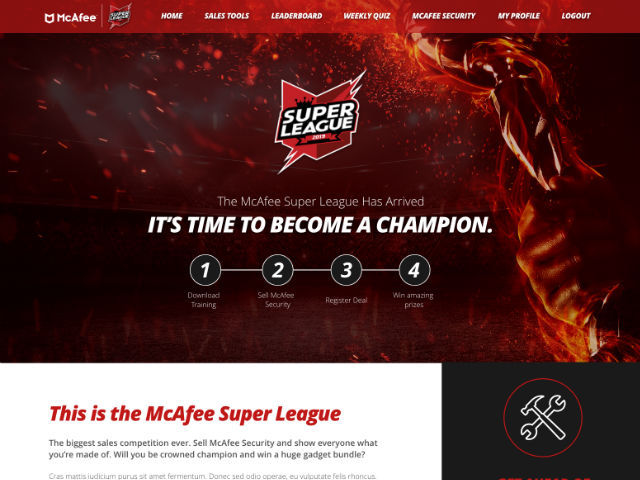 McAfee
SUPER
LEAGUE
HOME
SALES TOOLS
LEADERBOARD
WEEKLY QUIZ
MCAFEE SECURITY
MY PROFILE
LOGOUT
SUPER
LEAGUE
2019
The McAfee Super League Has Arrived
IT'S TIME TO BECOME A CHAMPION.
1
2
3
4
Download
Training
Sell McAfee
Security
Register Deal
Win amazing
prizes
This is the McAfee Super League
The biggest sales competition ever. Sell McAfee Security and show everyone what
you're made of. Will you be crowned champion and win a huge gadget bundle?
Cras mattis iudicium purus sit amet fermentum. Donec sed odio operae, eu vulputate felis rhoncus.